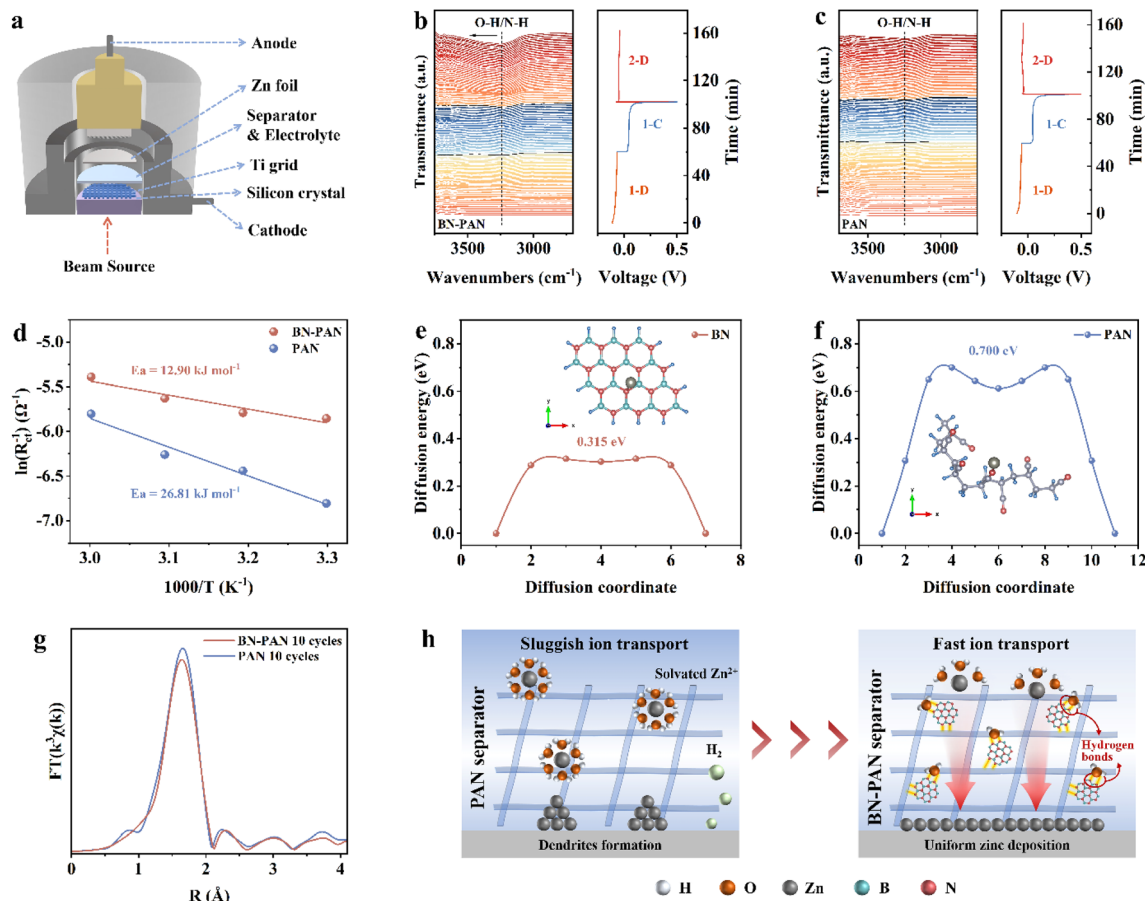 a
Anode
Zn foil
Separator
& Electrolyte
Ti grid
Silicon crystal
Cathode
Beam Source
b
O-H/N-H
Transmittance (a.u.)
BN-PAN
3500
3000
Wavenumbers (cm⁻¹)
2-D
1-C
1-D
0.0
0.5
Voltage (V)
160
120
80
40
0
Time (min)
c
O-H/N-H
Transmittance (a.u.)
PAN
3500
3000
Wavenumbers (cm⁻¹)
2-D
1-C
1-D
0.0
0.5
Voltage (V)
160
120
80
40
0
Time (min)
d
BN-PAN
PAN
Ea = 12.90 kJ mol⁻¹
Ea = 26.81 kJ mol⁻¹
-5.0
-5.5
-6.0
-6.5
-7.0
ln(R_ct⁻¹) (Ω⁻¹)
3.0
3.1
3.2
3.3
1000/T (K⁻¹)
e
BN
0.315 eV
y
x
0.8
0.6
0.4
0.2
0.0
Diffusion energy (eV)
0
2
4
6
8
Diffusion coordinate
f
PAN
0.700 eV
y
x
0.8
0.6
0.4
0.2
0.0
Diffusion energy (eV)
0
1
2
3
4
5
6
7
8
9
10
11
12
Diffusion coordinate
g
BN-PAN 10 cycles
PAN 10 cycles
FT(k³χ(k))
0
1
2
3
4
R (Å)
h
Sluggish ion transport
Solvated Zn²⁺
H₂
PAN separator
Dendrites formation
Fast ion transport
Hydrogen
bonds
BN-PAN separator
Uniform zinc deposition
H
O
Zn
B
N